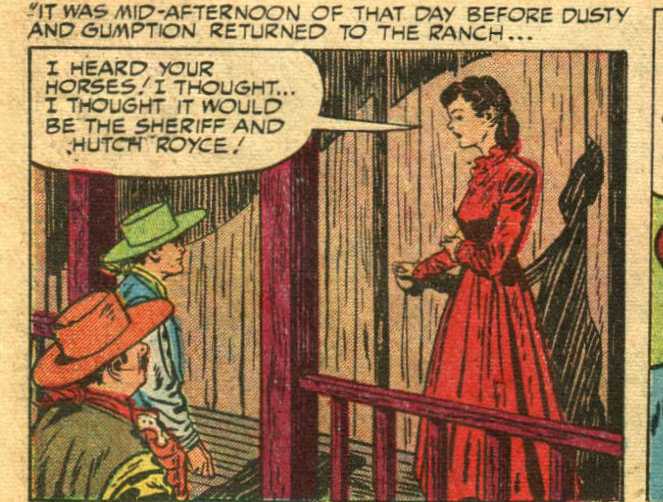 "IT WAS MID-AFTERNOON OF THAT DAY BEFORE DUSTY
AND GUMPTION RETURNED TO THE RANCH...
I HEARD YOUR
HORSES! I THOUGHT...
I THOUGHT IT WOULD
BE THE SHERIFF AND
HUTCH ROYCE!